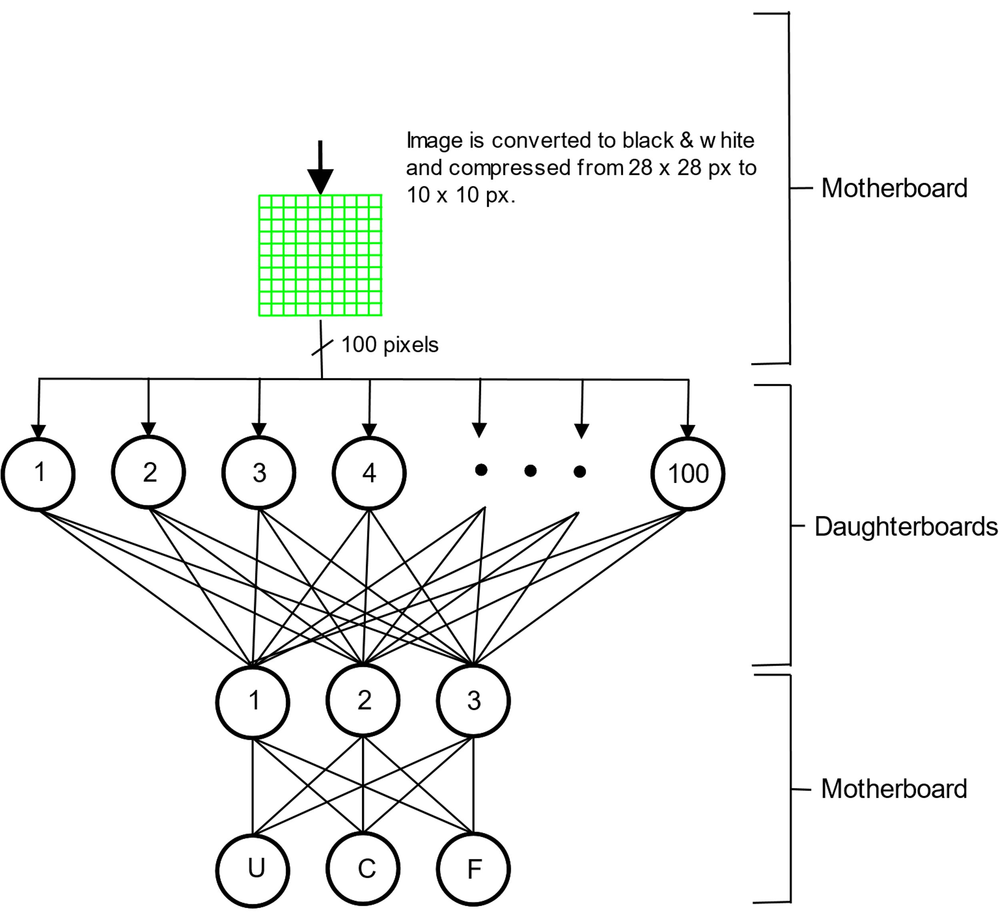 Image is converted to black & white
and compressed from 28 x 28 px to
10 x 10 px.
Motherboard
100 pixels
1 2 3 4 • • • 100
Daughterboards
1 2 3
Motherboard
U C F